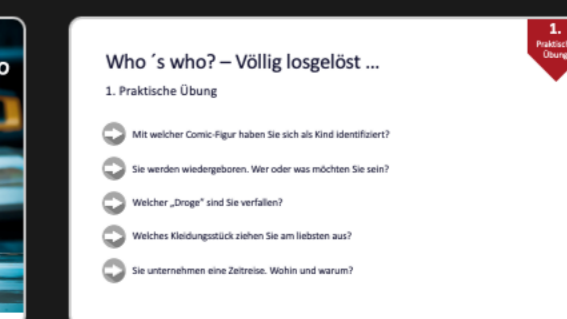 o
Who ´s who? – Völlig losgelöst ...
1. Praktische Übung
Mit welcher Comic-Figur haben Sie sich als Kind identifiziert?
Sie werden wiedergeboren. Wer oder was möchten Sie sein?
Welcher „Droge“ sind Sie verfallen?
Welches Kleidungsstück ziehen Sie am liebsten aus?
Sie unternehmen eine Zeitreise. Wohin und warum?
1.
Praktisc
Übung